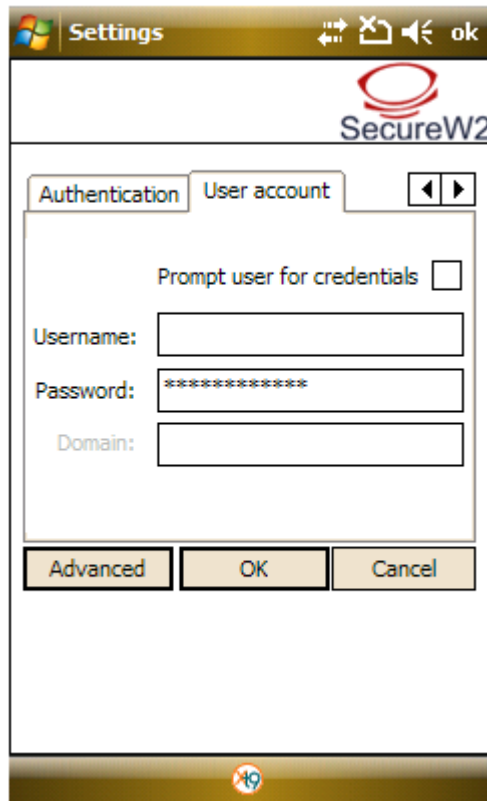 Settings ok
SecureW2
Authentication User account
Prompt user for credentials
Username:
Password: ************
Domain:
Advanced OK Cancel